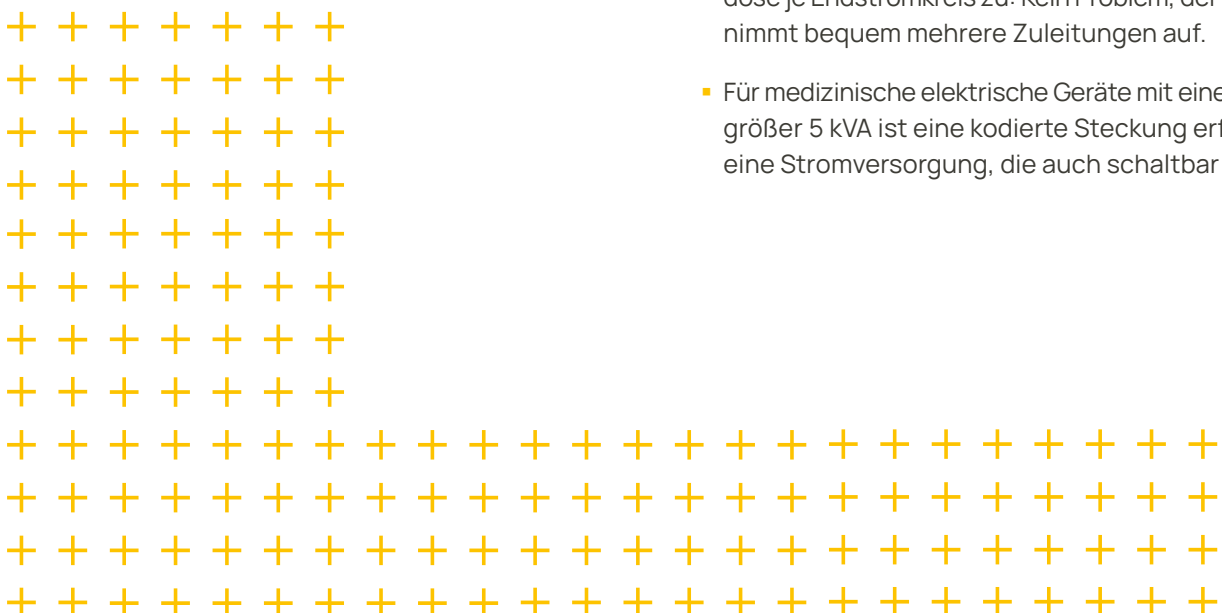 dose je Endstromkreis zu: Kein Problem, der
nimmt bequem mehrere Zuleitungen auf.
▪ Für medizinische elektrische Geräte mit eine
größer 5 kVA ist eine kodierte Steckung erf
eine Stromversorgung, die auch schaltbar